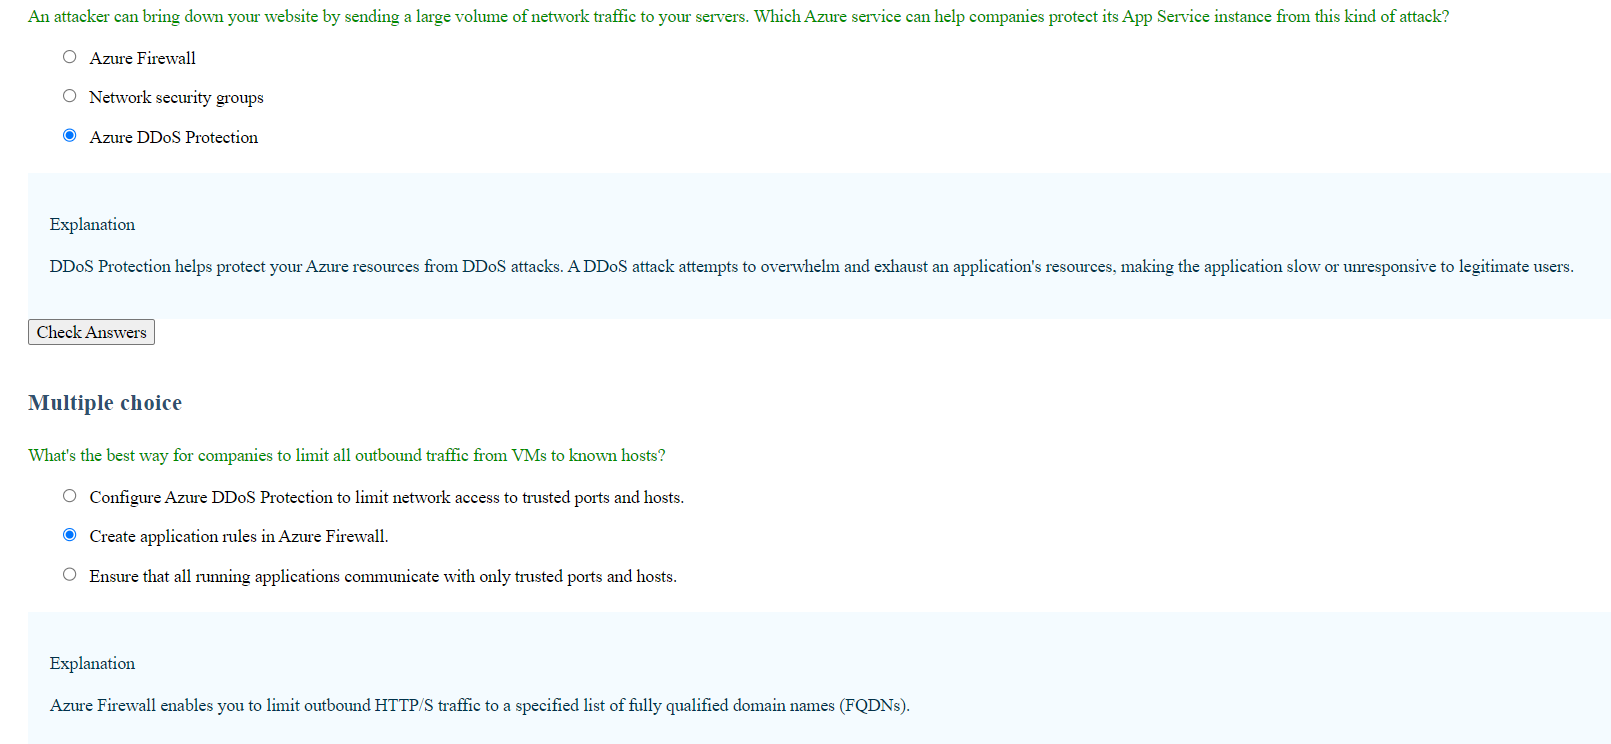 An attacker can bring down your website by sending a large volume of network traffic to your servers. Which Azure service can help companies protect its App Service instance from this kind of attack?
Azure Firewall
Network security groups
Azure DDoS Protection
Explanation
DDoS Protection helps protect your Azure resources from DDoS attacks. A DDoS attack attempts to overwhelm and exhaust an application's resources, making the application slow or unresponsive to legitimate users.
Check Answers
Multiple choice
What's the best way for companies to limit all outbound traffic from VMs to known hosts?
Configure Azure DDoS Protection to limit network access to trusted ports and hosts.
Create application rules in Azure Firewall.
Ensure that all running applications communicate with only trusted ports and hosts.
Explanation
Azure Firewall enables you to limit outbound HTTP/S traffic to a specified list of fully qualified domain names (FQDNs).